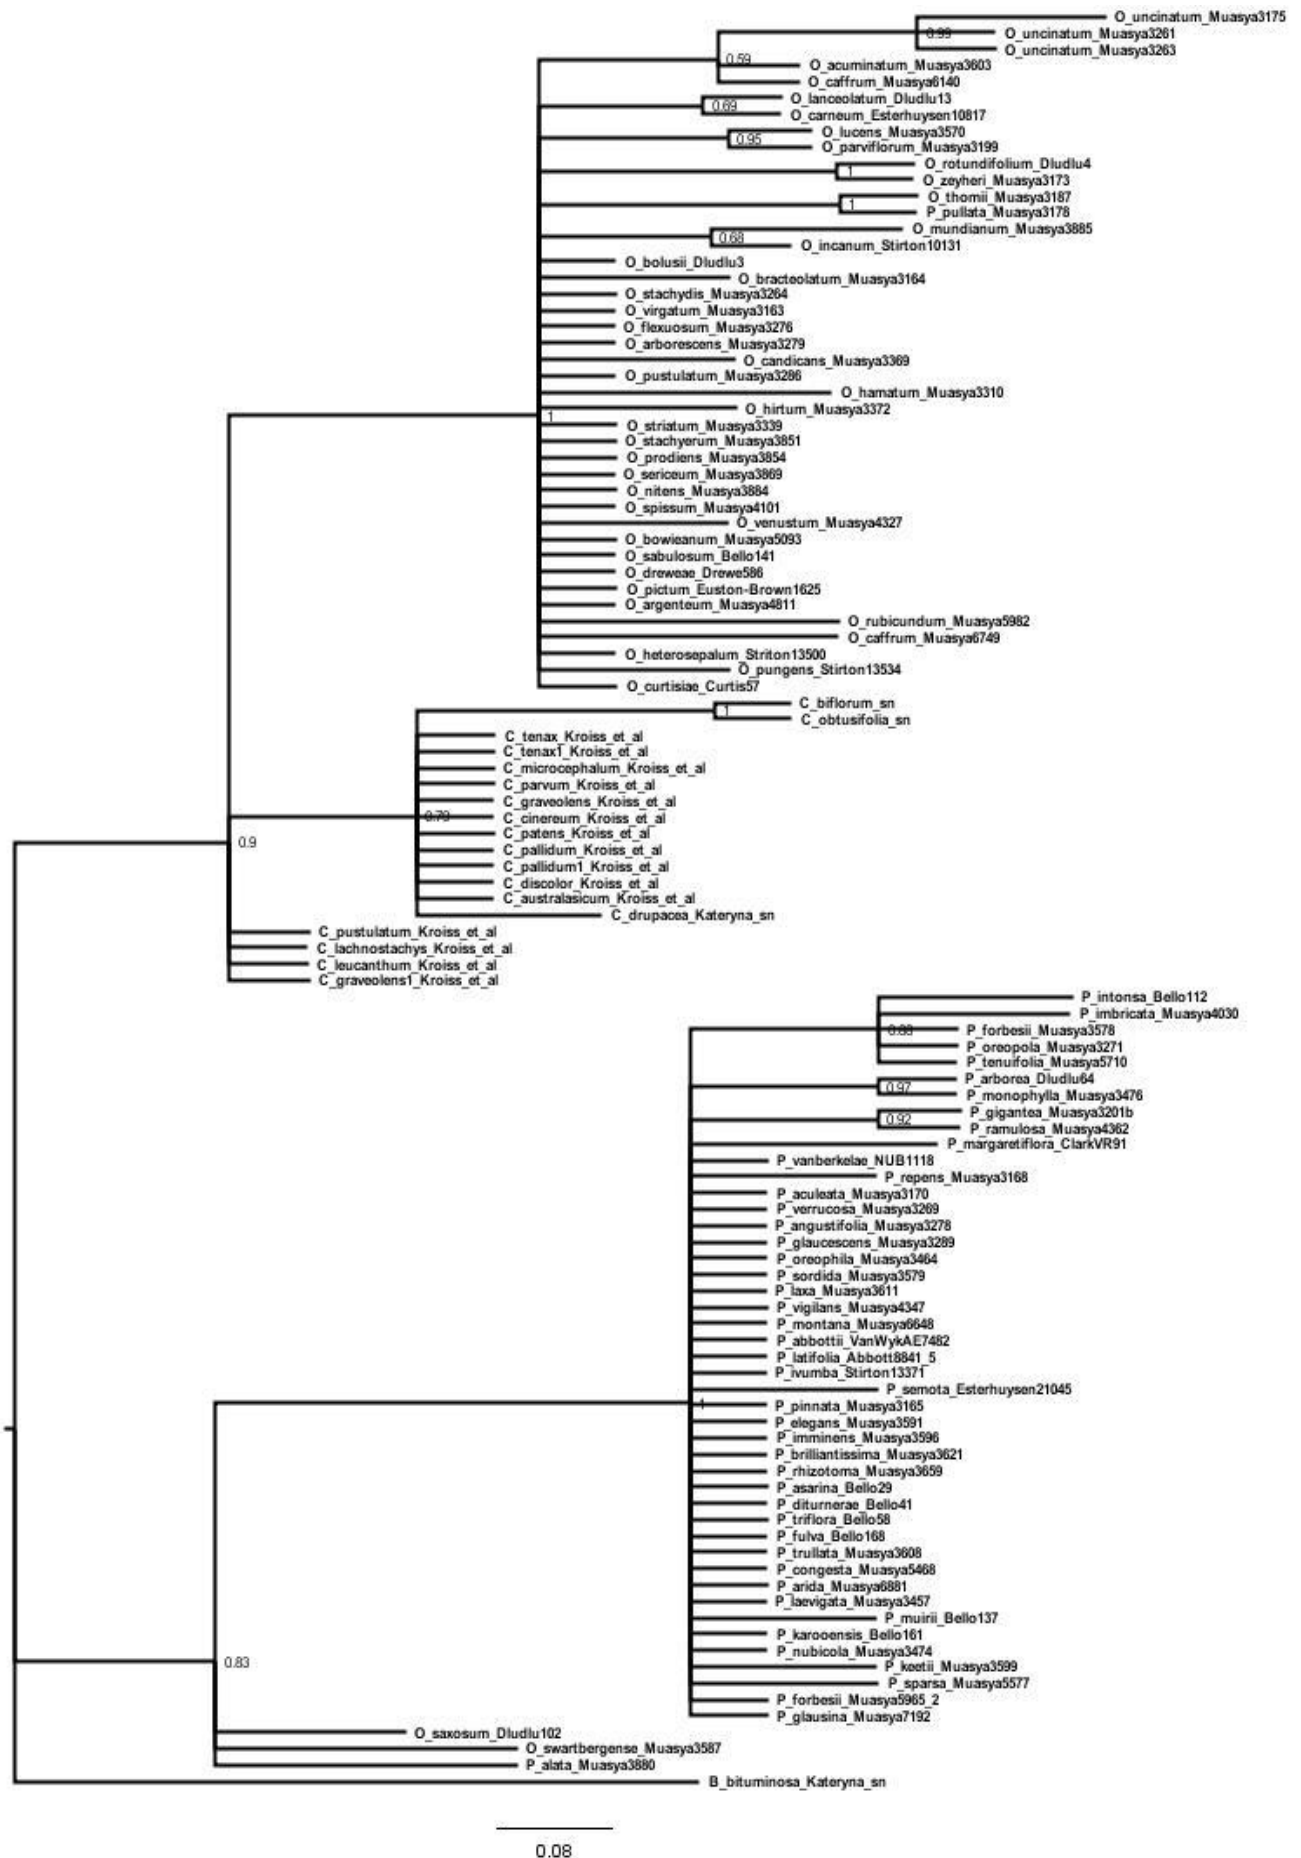 O_uncinatum_Muasya3175
0.99
O_uncinatum_Muasya3261
O_uncinatum_Muasya3263
0.59
O_acuminatum_Muasya3603
O_caffrum_Muasya6140
O_lanceolatum_Dludlu13
0.69
O_carneum_Esterhuysen10817
O_lucens_Muasya3570
0.95
O_parviflorum_Muasya3199
O_rotundifolium_Dludlu4
1
O_zeyheri_Muasya3173
O_thomii_Muasya3187
1
P_pullata_Muasya3178
O_mundianum_Muasya3885
0.68
O_incanum_Stirton10131
O_bolusii_Dludlu3
O_bracteolatum_Muasya3164
O_stachydis_Muasya3264
O_virgatum_Muasya3163
O_flexuosum_Muasya3276
O_arborescens_Muasya3279
O_candicans_Muasya3369
O_pustulatum_Muasya3286
O_hamatum_Muasya3310
O_hirtum_Muasya3372
1
O_striatum_Muasya3339
O_stachyerum_Muasya3851
O_prodiens_Muasya3854
O_sericeum_Muasya3869
O_nitens_Muasya3884
O_spissum_Muasya4101
O_venustum_Muasya4327
O_bowieanum_Muasya5093
O_sabulosum_Bello141
O_dreweae_Drewe586
O_pictum_Euston-Brown1625
O_argenteum_Muasya4811
O_rubicundum_Muasya5982
O_caffrum_Muasya6749
O_heterosepalum_Striton13500
O_pungens_Stirton13534
O_curtisiae_Curtis57
C_biflorum_sn
1
C_obtusifolia_sn
C_tenax_Kroiss_et_al
C_tenax1_Kroiss_et_al
C_microcephalum_Kroiss_et_al
C_parvum_Kroiss_et_al
C_graveolens_Kroiss_et_al
0.79
C_cinereum_Kroiss_et_al
C_patens_Kroiss_et_al
0.9
C_pallidum_Kroiss_et_al
C_pallidum1_Kroiss_et_al
C_discolor_Kroiss_et_al
C_australasicum_Kroiss_et_al
C_drupacea_Kateryna_sn
C_pustulatum_Kroiss_et_al
C_lachnostachys_Kroiss_et_al
C_leucanthum_Kroiss_et_al
C_graveolens1_Kroiss_et_al
P_intonsa_Bello112
P_imbricata_Muasya4030
0.88
P_forbesii_Muasya3578
P_oreopola_Muasya3271
P_tenuifolia_Muasya5710
P_arborea_Dludlu64
0.97
P_monophylla_Muasya3476
P_gigantea_Muasya3201b
0.92
P_ramulosa_Muasya4362
P_margaretiflora_ClarkVR91
P_vanberkelae_NUB1118
P_repens_Muasya3168
P_aculeata_Muasya3170
P_verrucosa_Muasya3269
P_angustifolia_Muasya3278
P_glaucescens_Muasya3289
P_oreophila_Muasya3464
P_sordida_Muasya3579
P_laxa_Muasya3611
P_vigilans_Muasya4347
P_montana_Muasya6648
P_abbottii_VanWykAE7482
P_latifolia_Abbott8841_5
P_ivumba_Stirton13371
P_semota_Esterhuysen21045
1
P_pinnata_Muasya3165
P_elegans_Muasya3591
P_imminens_Muasya3596
P_brilliantissima_Muasya3621
P_rhizotoma_Muasya3659
P_asarina_Bello29
P_diturnerae_Bello41
P_triflora_Bello58
P_fulva_Bello168
P_trullata_Muasya3608
P_congesta_Muasya5468
P_arida_Muasya6881
P_laevigata_Muasya3457
P_muirii_Bello137
P_karooensis_Bello161
P_nubicola_Muasya3474
0.83
P_keetii_Muasya3599
P_sparsa_Muasya5577
P_forbesii_Muasya5965_2
P_glausina_Muasya7192
O_saxosum_Dludlu102
O_swartbergense_Muasya3587
P_alata_Muasya3880
B_bituminosa_Kateryna_sn
0.08